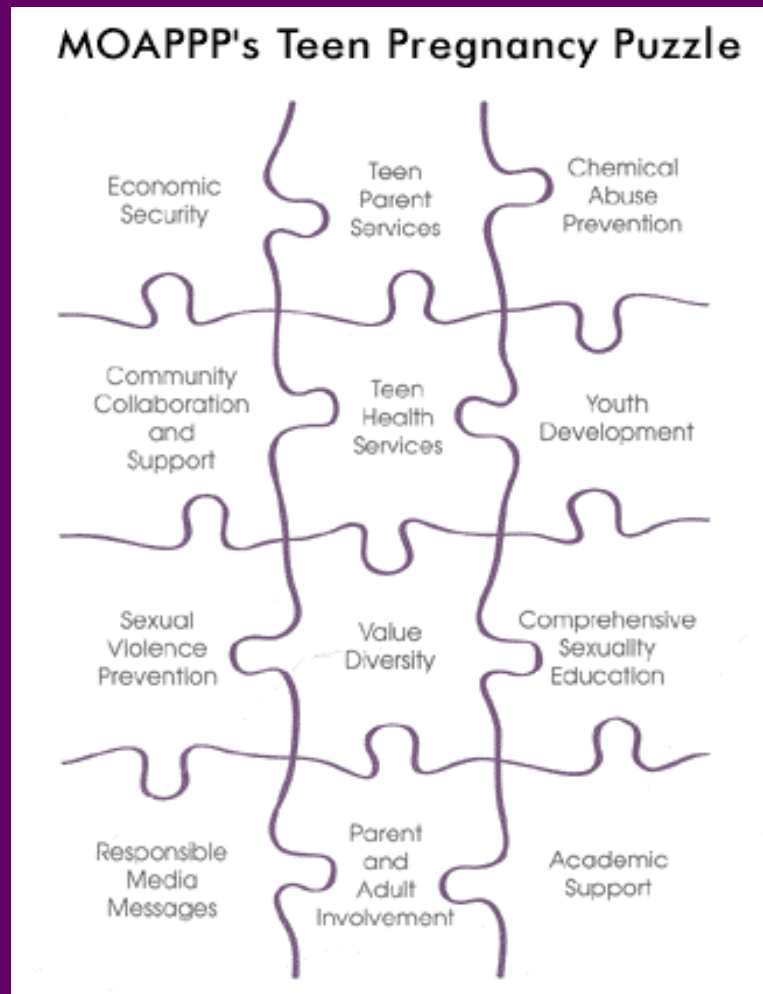 MOAPPP's Teen Pregnancy Puzzle
Economic
Security
Teen
Parent
Services
Chemical
Abuse
Prevention
Community
Collaboration
and
Support
Teen
Health
Services
Youth
Development
Sexual
Violence
Prevention
Value
Diversity
Comprehensive
Sexuality
Education
Responsible
Media
Messages
Parent
and
Adult
Involvement
Academic
Support